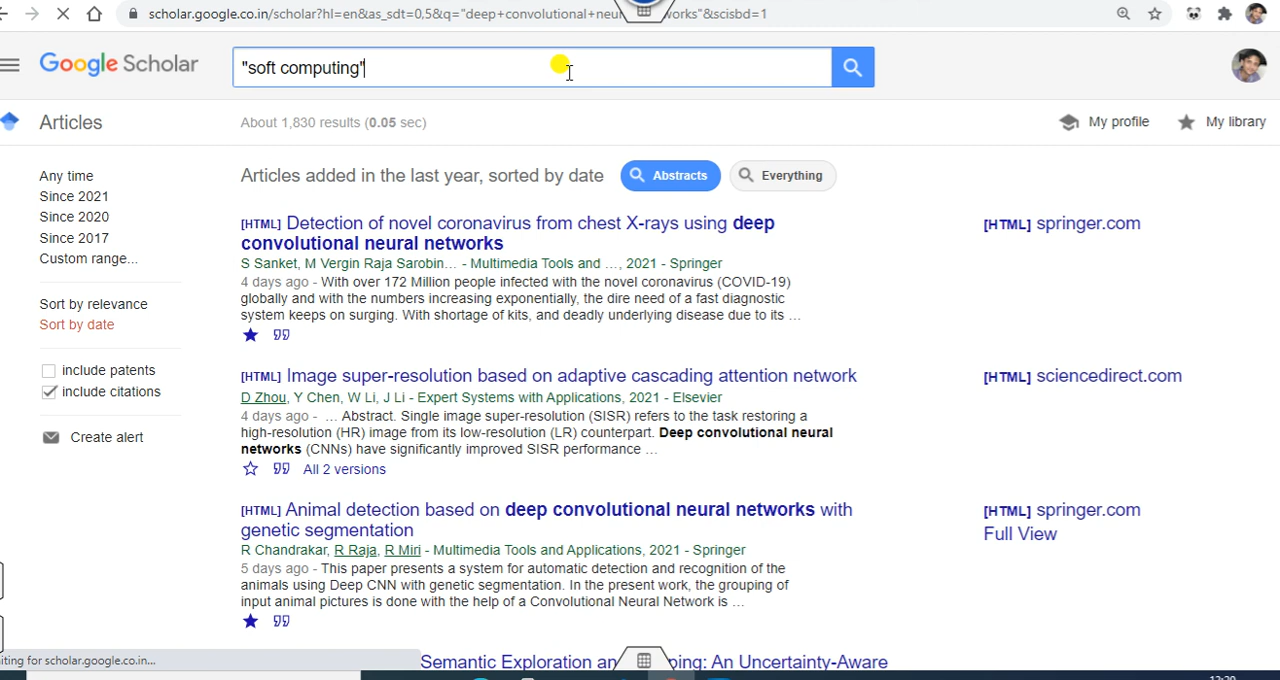 scholar.google.co.in/scholar?hl=en&as_sdt=0,5&q="deep+convolutional+neur works"&scisbd=1
Google Scholar
"soft computing"
Articles
About 1,830 results (0.05 sec)
My profile
My library
Any time
Since 2021
Since 2020
Since 2017
Custom range...
Sort by relevance
Sort by date
include patents
include citations
Create alert
Articles added in the last year, sorted by date
Abstracts
Everything
[HTML] Detection of novel coronavirus from chest X-rays using deep
convolutional neural networks
S Sanket, M Vergin Raja Sarobin… - Multimedia Tools and …, 2021 - Springer
4 days ago - With over 172 Million people infected with the novel coronavirus (COVID-19)
globally and with the numbers increasing exponentially, the dire need of a fast diagnostic
system keeps on surging. With shortage of kits, and deadly underlying disease due to its …
[HTML] springer.com
[HTML] Image super-resolution based on adaptive cascading attention network
D Zhou, Y Chen, W Li, J Li - Expert Systems with Applications, 2021 - Elsevier
4 days ago - … Abstract. Single image super-resolution (SISR) refers to the task restoring a
high-resolution (HR) image from its low-resolution (LR) counterpart. Deep convolutional neural
networks (CNNs) have significantly improved SISR performance …
All 2 versions
[HTML] sciencedirect.com
[HTML] Animal detection based on deep convolutional neural networks with
genetic segmentation
R Chandrakar, R Raja, R Miri - Multimedia Tools and Applications, 2021 - Springer
5 days ago - This paper presents a system for automatic detection and recognition of the
animals using Deep CNN with genetic segmentation. In the present work, the grouping of
input animal pictures is done with the help of a Convolutional Neural Network is …
[HTML] springer.com
Full View
Semantic Exploration an ping: An Uncertainty-Aware
iting for scholar.google.co.in...